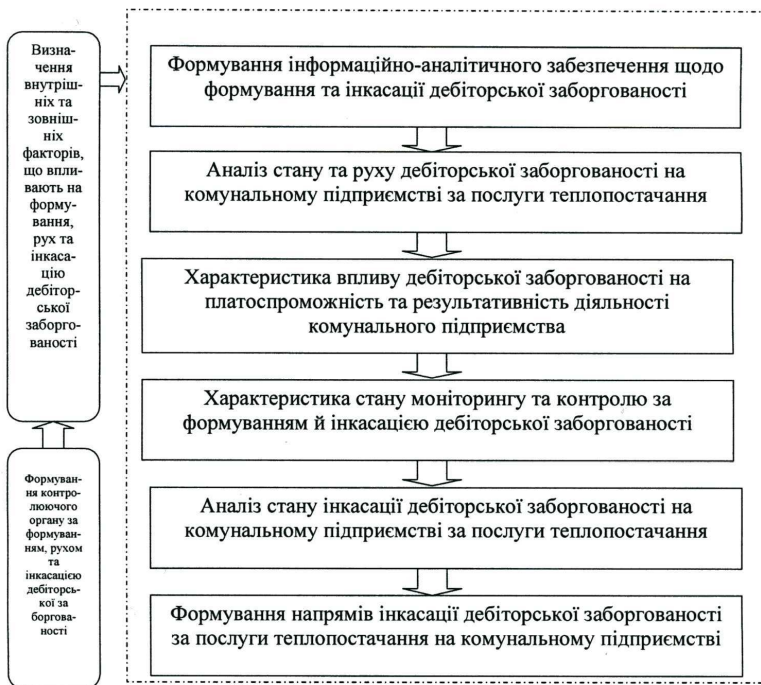 Визна-
чення
внутріш-
ніх та
зовніш-
ніх
факторів,
що впли-
вають на
форму-
вання,
рух та
інкаса-
цію
дебітор-
ської
заборго-
ваності
Формуван-
ня контро-
люючого
органу за
формуван-
ням, рухом
та
інкасацією
дебіторсь-
кої за
боргова-
ності
Формування інформаційно-аналітичного забезпечення щодо
формування та інкасації дебіторської заборгованості
Аналіз стану та руху дебіторської заборгованості на
комунальному підприємстві за послуги теплопостачання
Характеристика впливу дебіторської заборгованості на
платоспроможність та результативність діяльності
комунального підприємства
Характеристика стану моніторингу та контролю за
формуванням й інкасацією дебіторської заборгованості
Аналіз стану інкасації дебіторської заборгованості на
комунальному підприємстві за послуги теплопостачання
Формування напрямів інкасації дебіторської заборгованості
за послуги теплопостачання на комунальному підприємстві